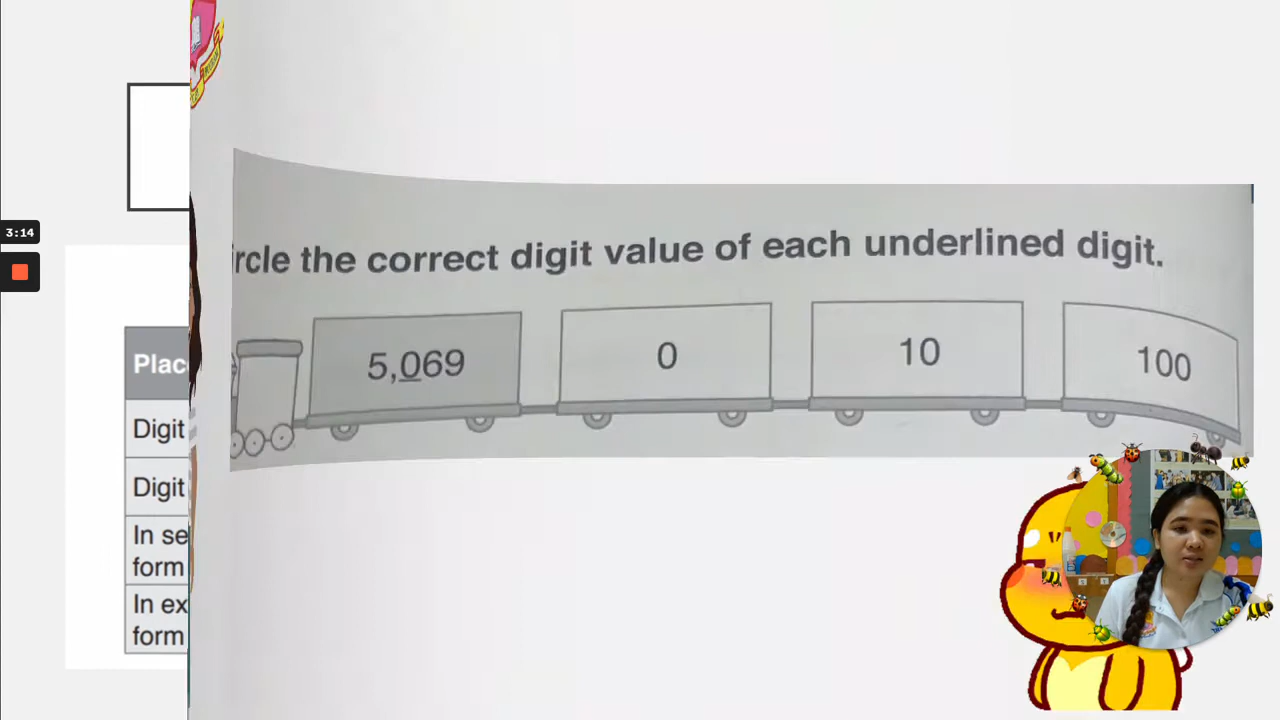 3:14
rcle the correct digit value of each underlined digit.
5,069 0 10 100
Plac
Digit
Digit
In se
form
In ex
form